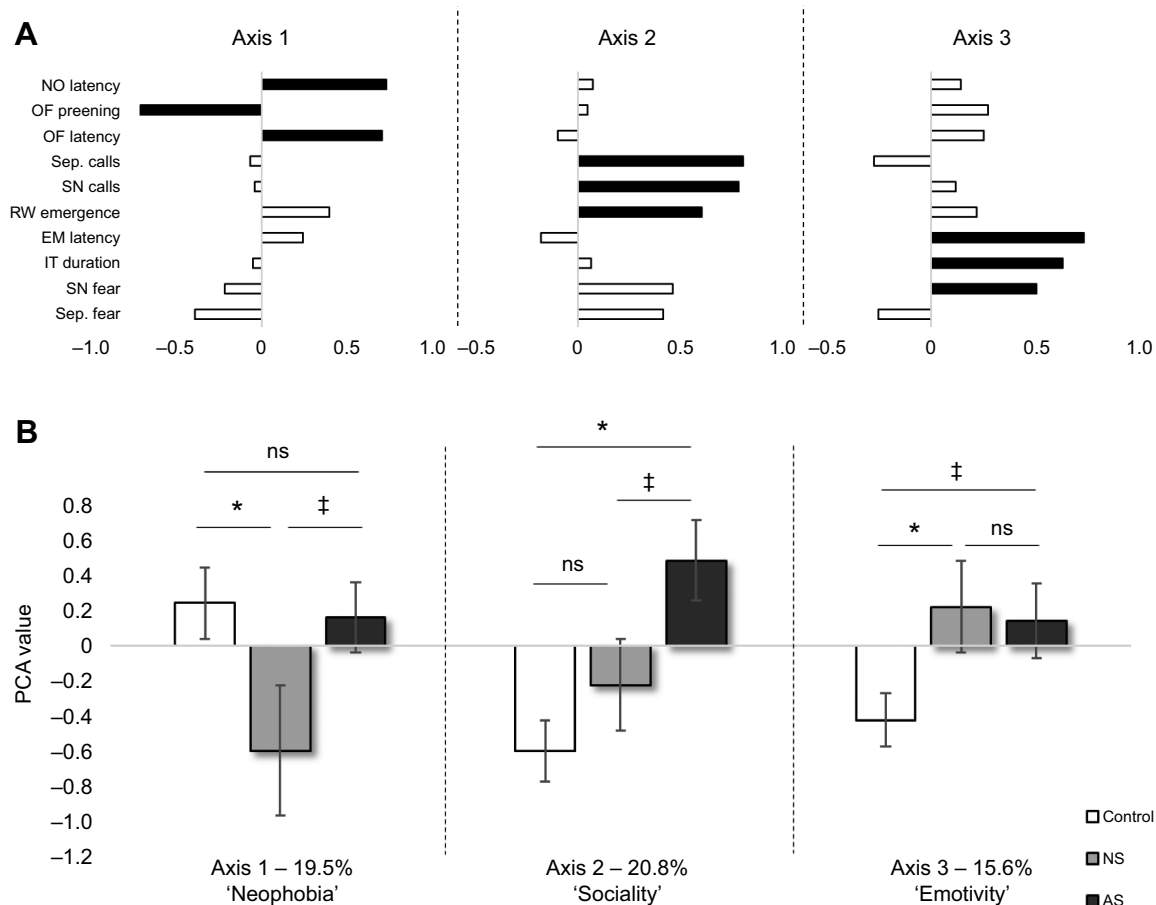 A
Axis 1
Axis 2
Axis 3
NO latency
OF preening
OF latency
Sep. calls
SN calls
RW emergence
EM latency
IT duration
SN fear
Sep. fear
–1.0 –0.5 0 0.5 1.0
–0.5 0 0.5 1.0
–0.5 0 0.5 1.0
B
PCA value
0.8
0.6
0.4
0.2
0
–0.2
–0.4
–0.6
–0.8
–1.0
–1.2
ns
* ‡
*
‡
ns
‡
* ns
Axis 1 – 19.5%
‘Neophobia’
Axis 2 – 20.8%
‘Sociality’
Axis 3 – 15.6%
‘Emotivity’
Control
NS
AS